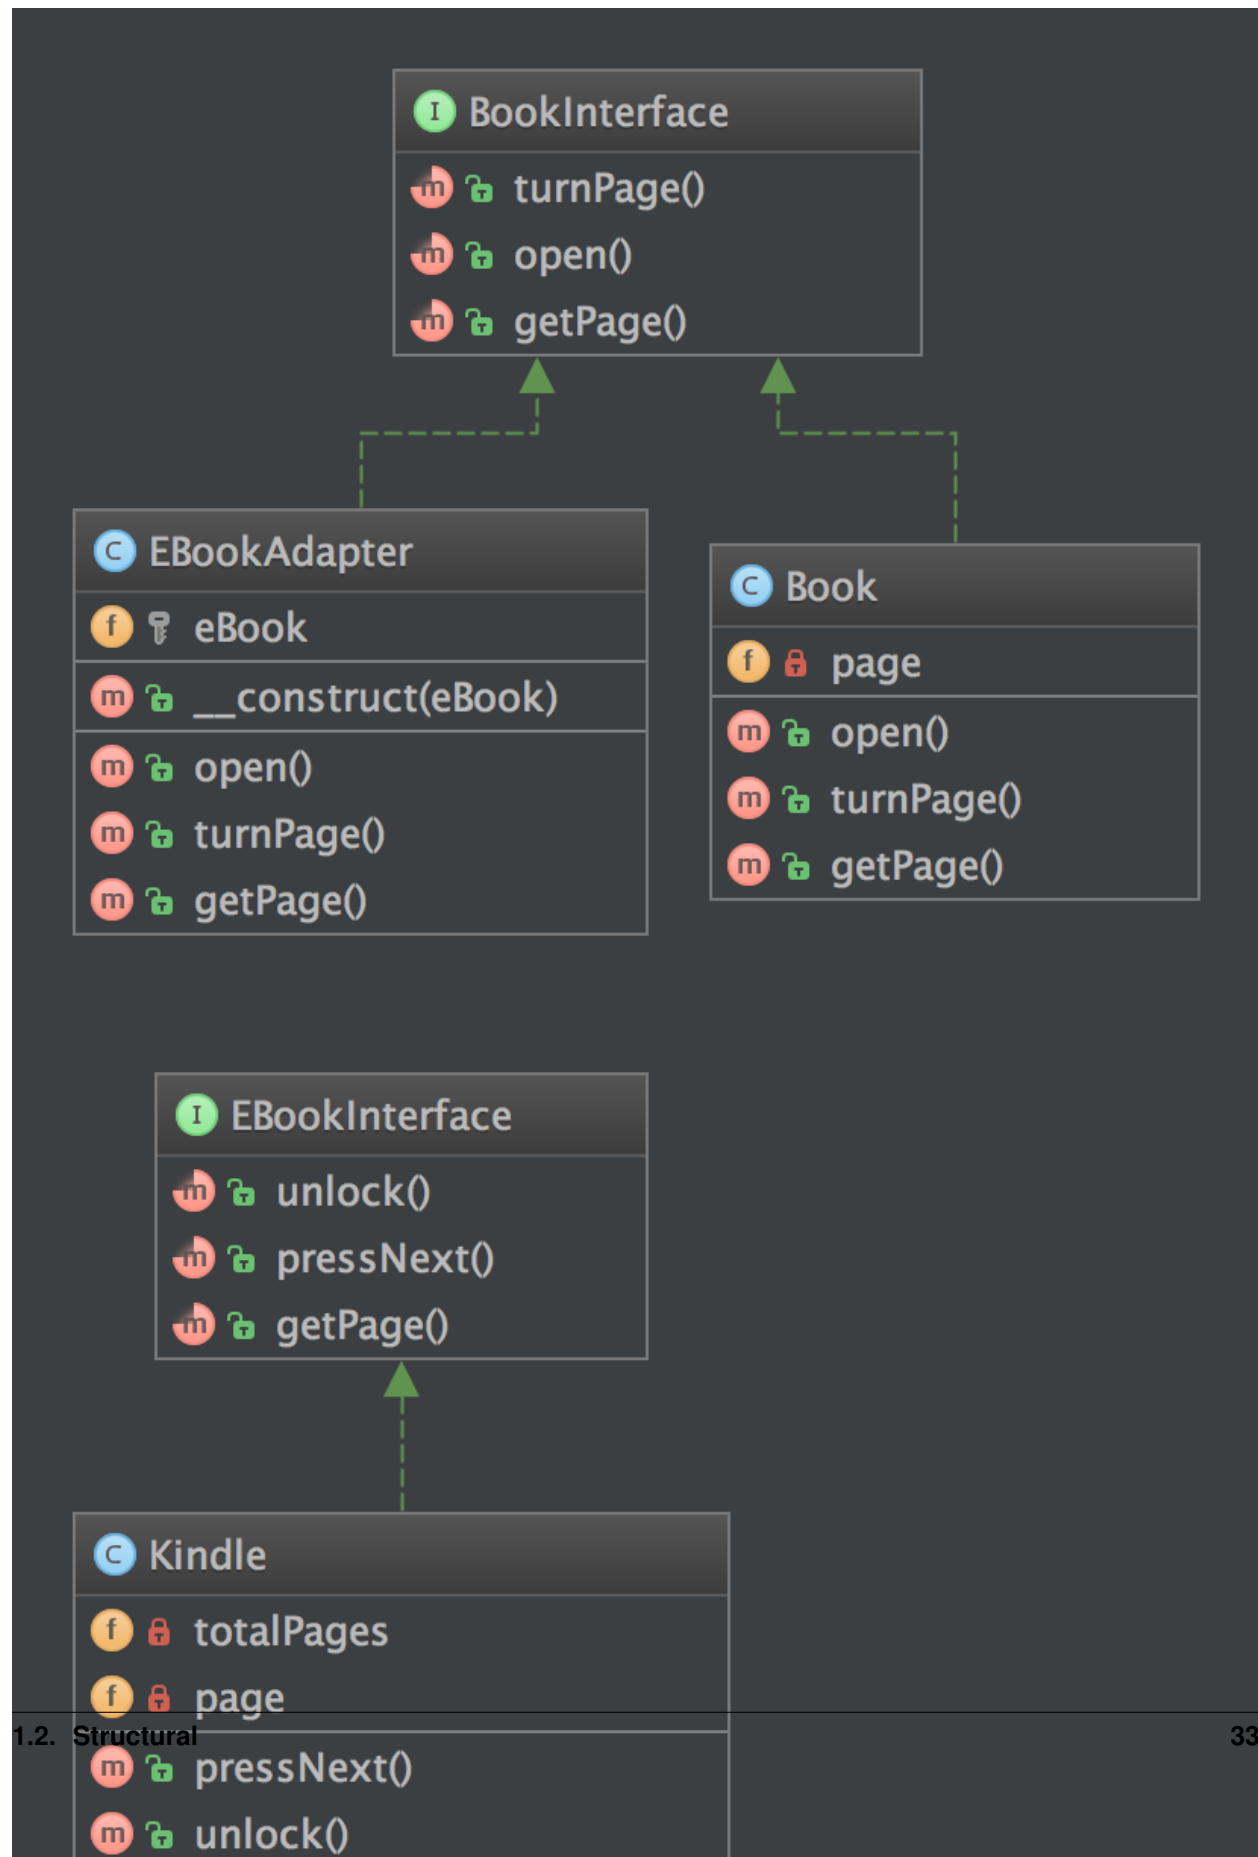 I BookInterface
m turnPage()
m open()
m getPage()
C EBookAdapter
f eBook
m __construct(eBook)
m open()
m turnPage()
m getPage()
C Book
f page
m open()
m turnPage()
m getPage()
I EBookInterface
m unlock()
m pressNext()
m getPage()
C Kindle
f totalPages
f page
1.2. Structural 33
m pressNext()
m unlock()